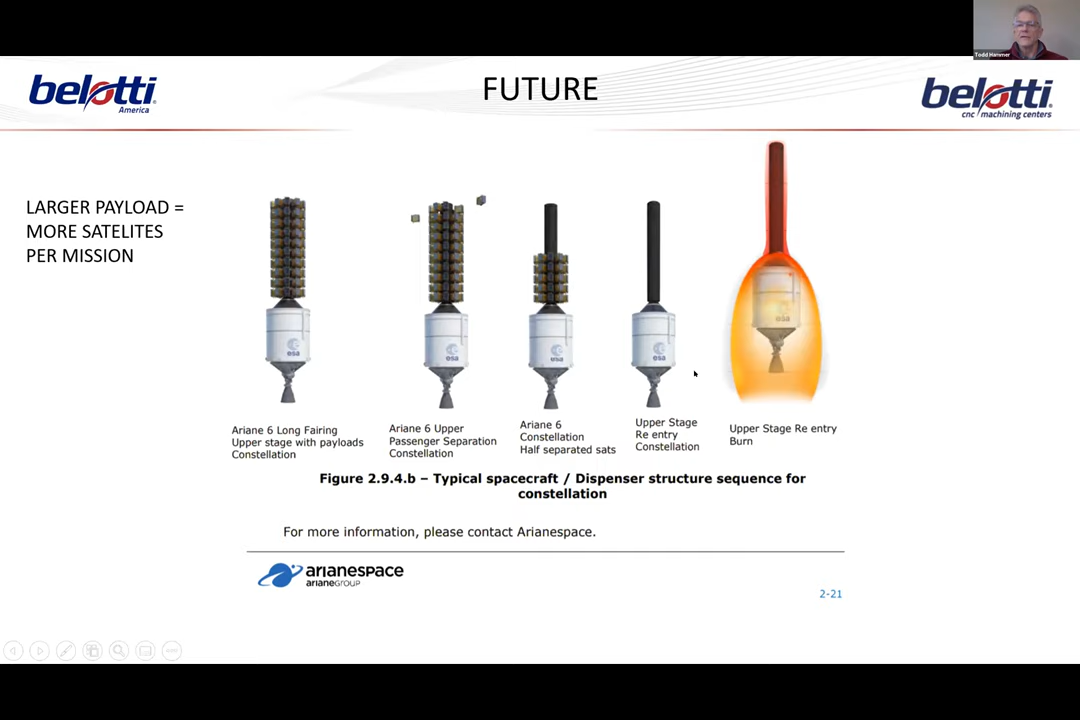 Todd Hammer
belotti
America
FUTURE
belotti
cnc machining centers
LARGER PAYLOAD =
MORE SATELITES
PER MISSION
esa
esa
esa
esa
esa
Ariane 6 Long Fairing
Upper stage with payloads
Constellation
Ariane 6 Upper
Passenger Separation
Constellation
Ariane 6
Constellation
Half separated sats
Upper Stage
Re entry
Constellation
Upper Stage Re entry
Burn
Figure 2.9.4.b – Typical spacecraft / Dispenser structure sequence for
constellation
For more information, please contact Arianespace.
arianespace
arianeGROUP
2-21